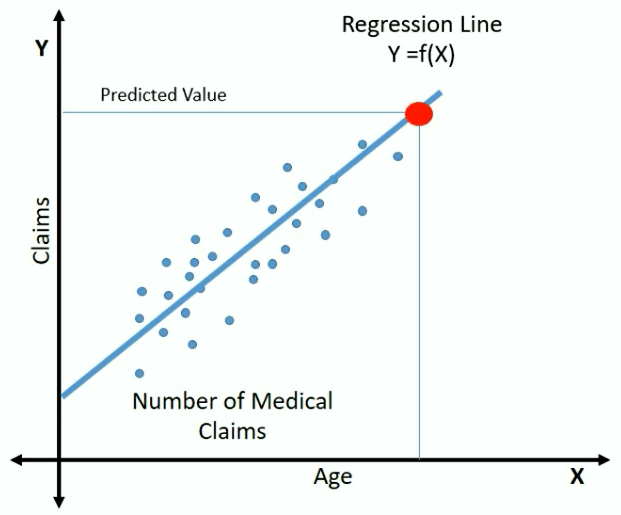 Regression Line
Y =f(X)
Y
Predicted Value
Claims
Number of Medical
Claims
Age
X